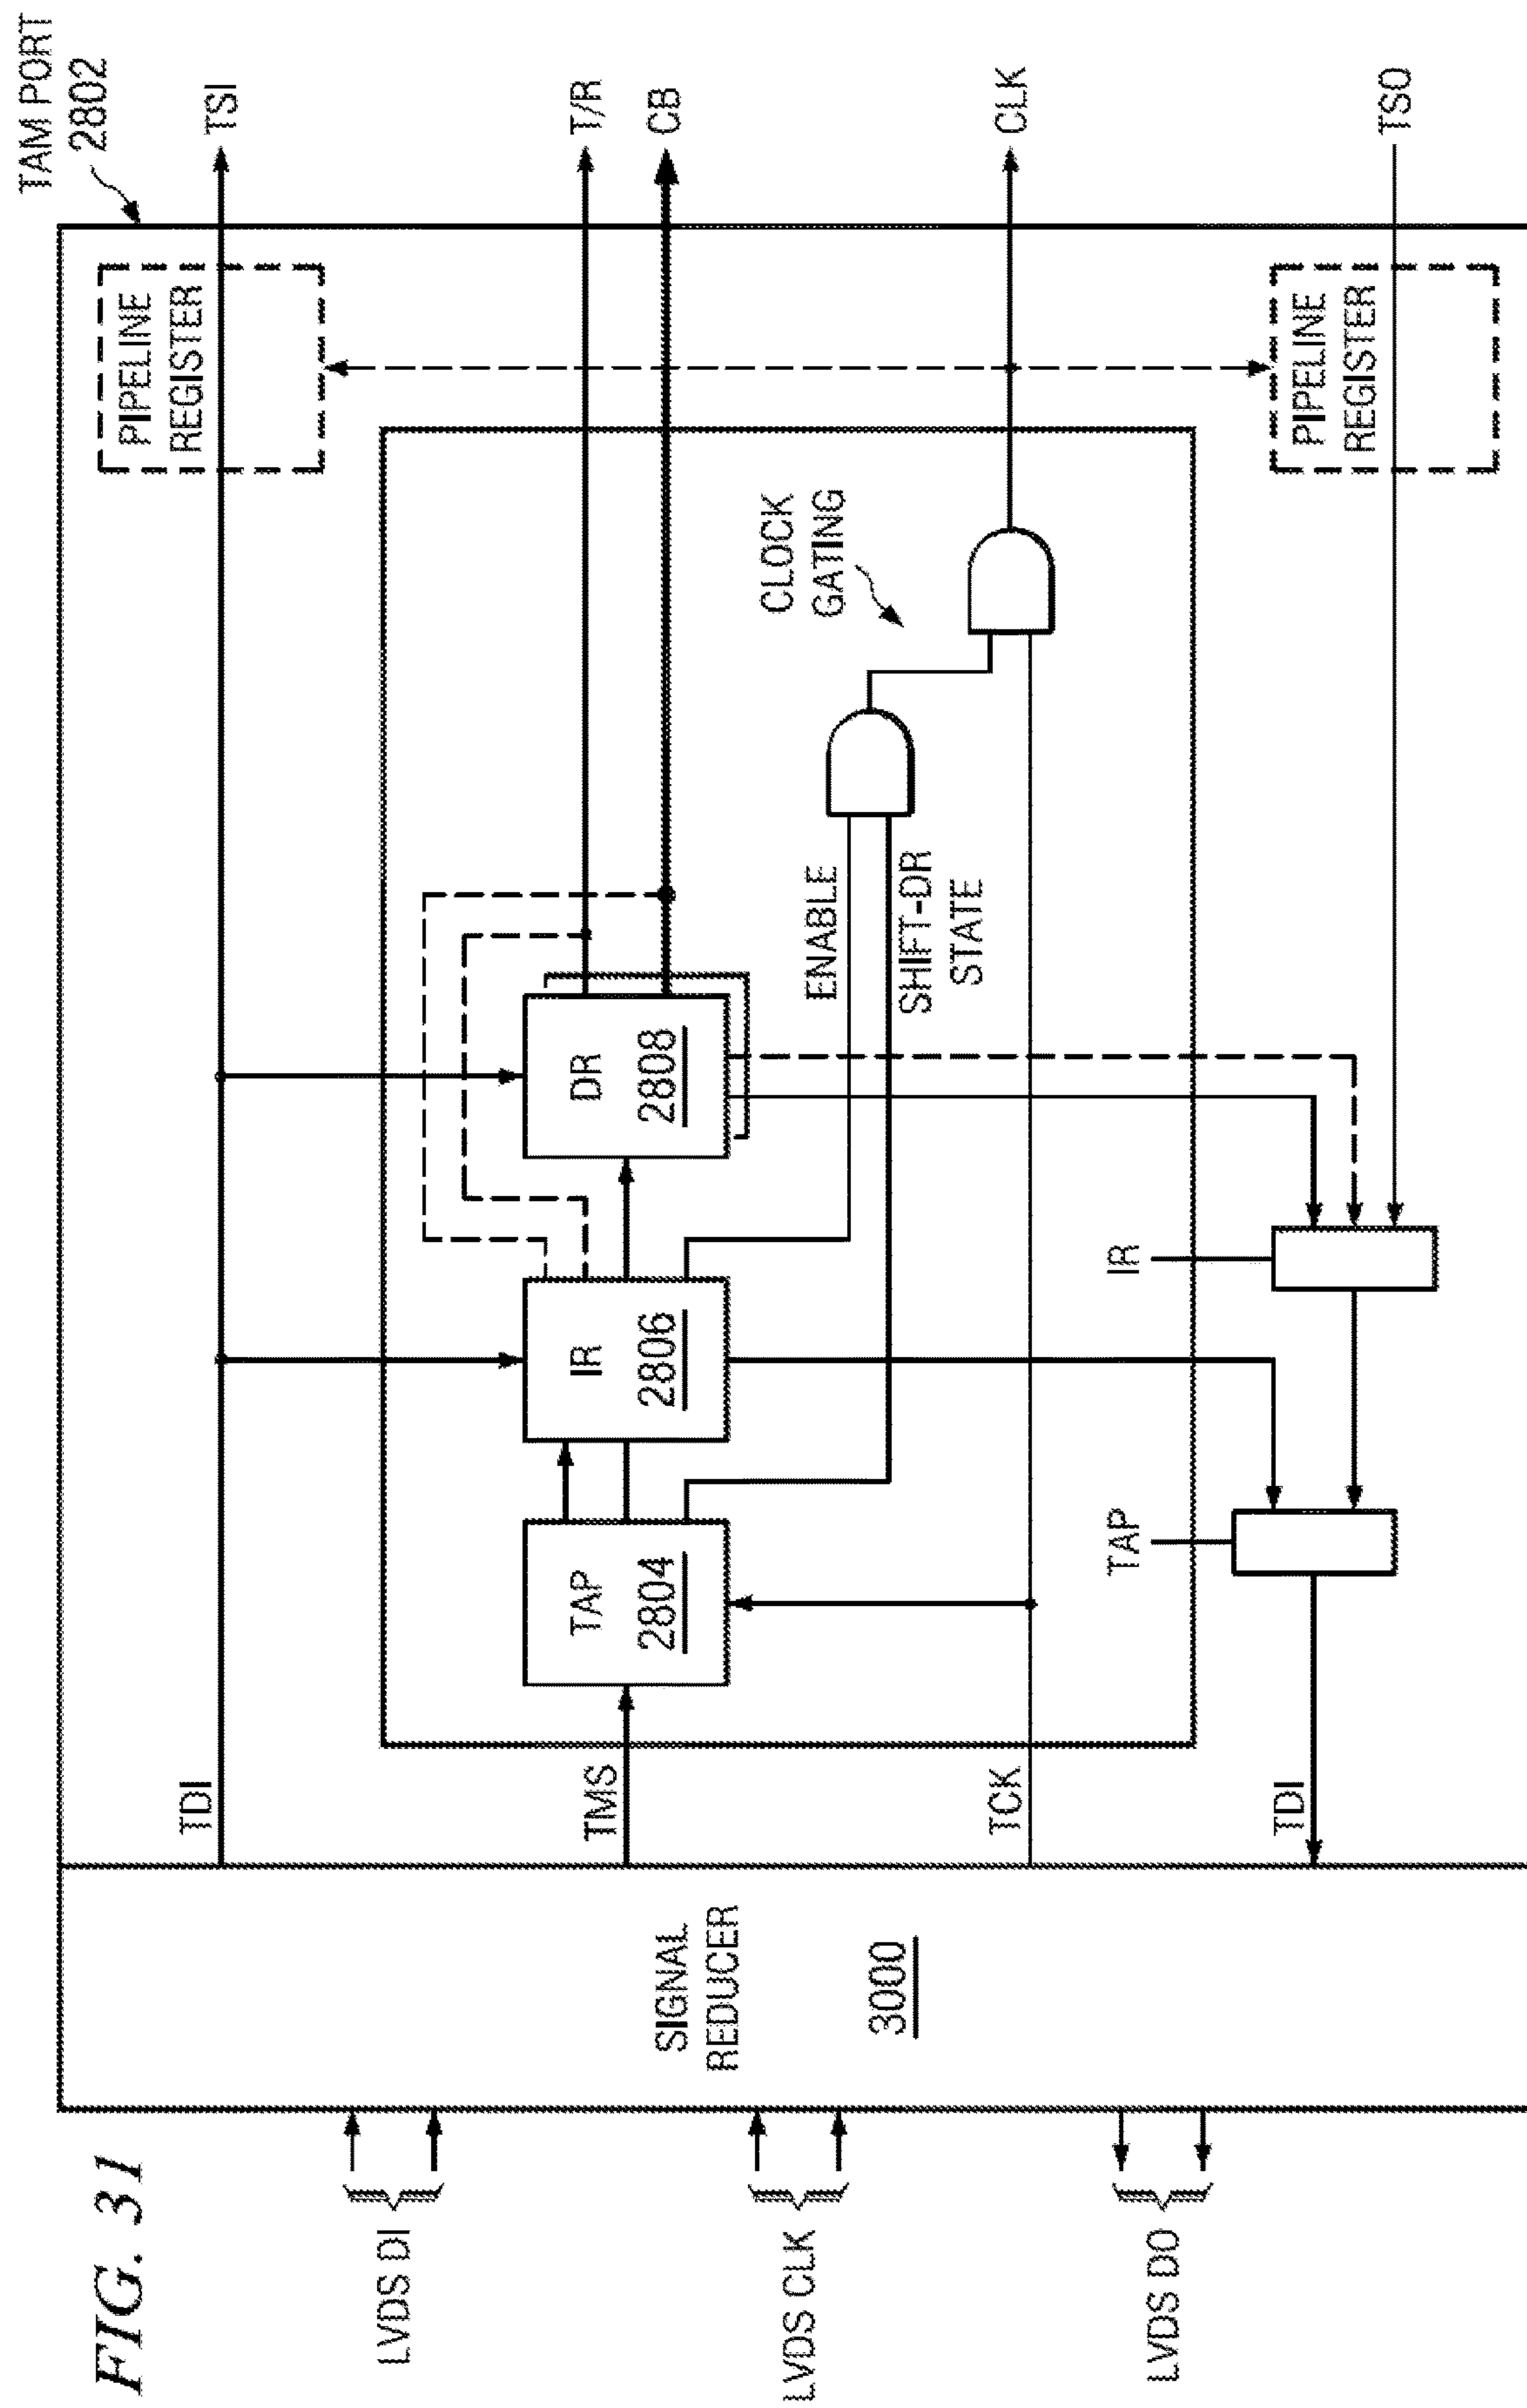 FIG. 31
TAM PORT
2802
LVDS DI
LVDS CLK
LVDS DO
SIGNAL
REDUCER
3000
TDI
TMS
TCK
TDI
TAP
2804
IR
2806
DR
2808
ENABLE
SHIFT-DR
STATE
CLOCK
GATING
TAP
IR
PIPELINE
REGISTER
PIPELINE
REGISTER
TSI
T/R
CB
CLK
TSO